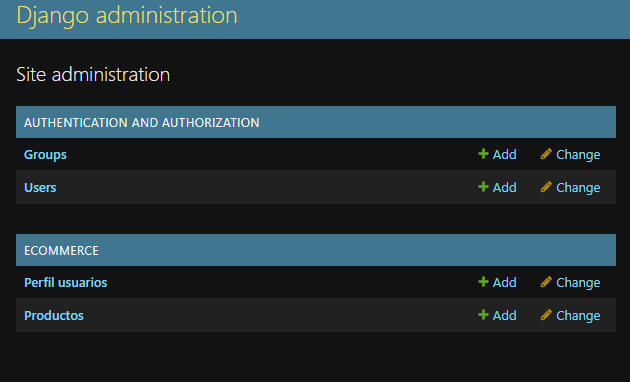 Django administration
Site administration
AUTHENTICATION AND AUTHORIZATION
Groups Add Change
Users Add Change
ECOMMERCE
Perfil usuarios Add Change
Productos Add Change